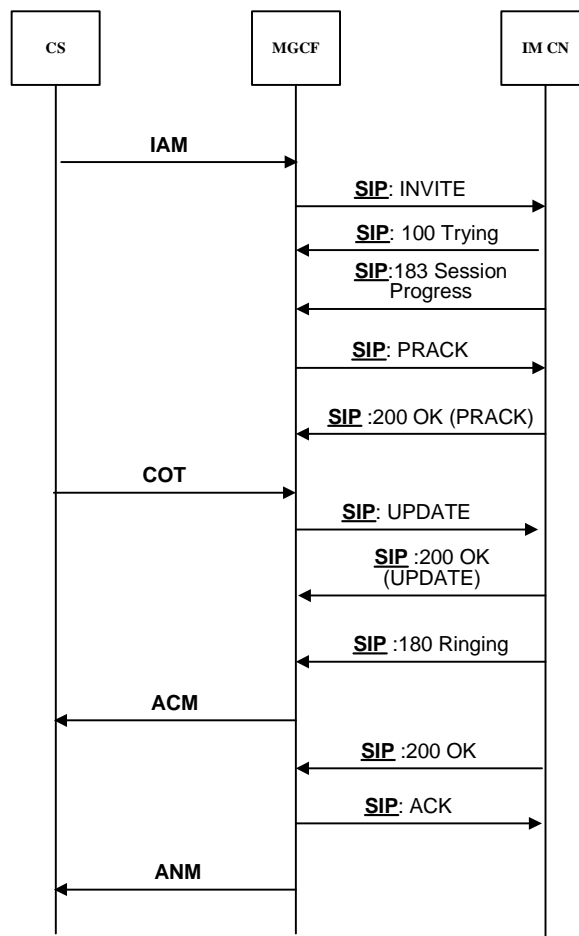 CS
MGCF
IM CN
IAM
SIP: INVITE
SIP: 100 Trying
SIP:183 Session
Progress
SIP: PRACK
SIP :200 OK (PRACK)
COT
SIP: UPDATE
SIP :200 OK
(UPDATE)
SIP :180 Ringing
ACM
SIP :200 OK
SIP: ACK
ANM